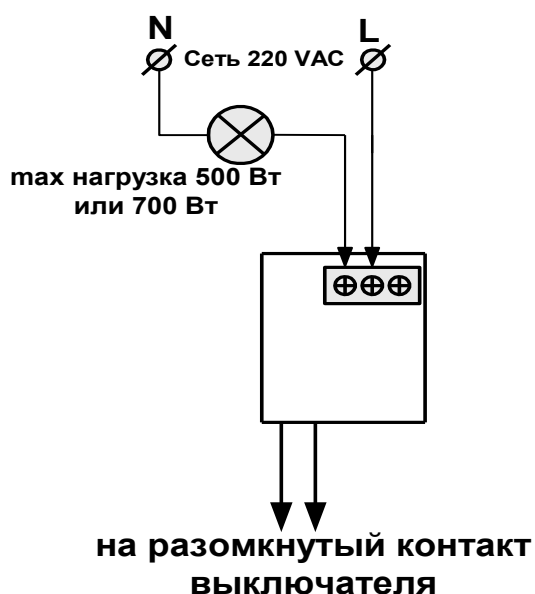 N L
Сеть 220 VAC
max нагрузка 500 Вт
или 700 Вт
на разомкнутый контакт
выключателя